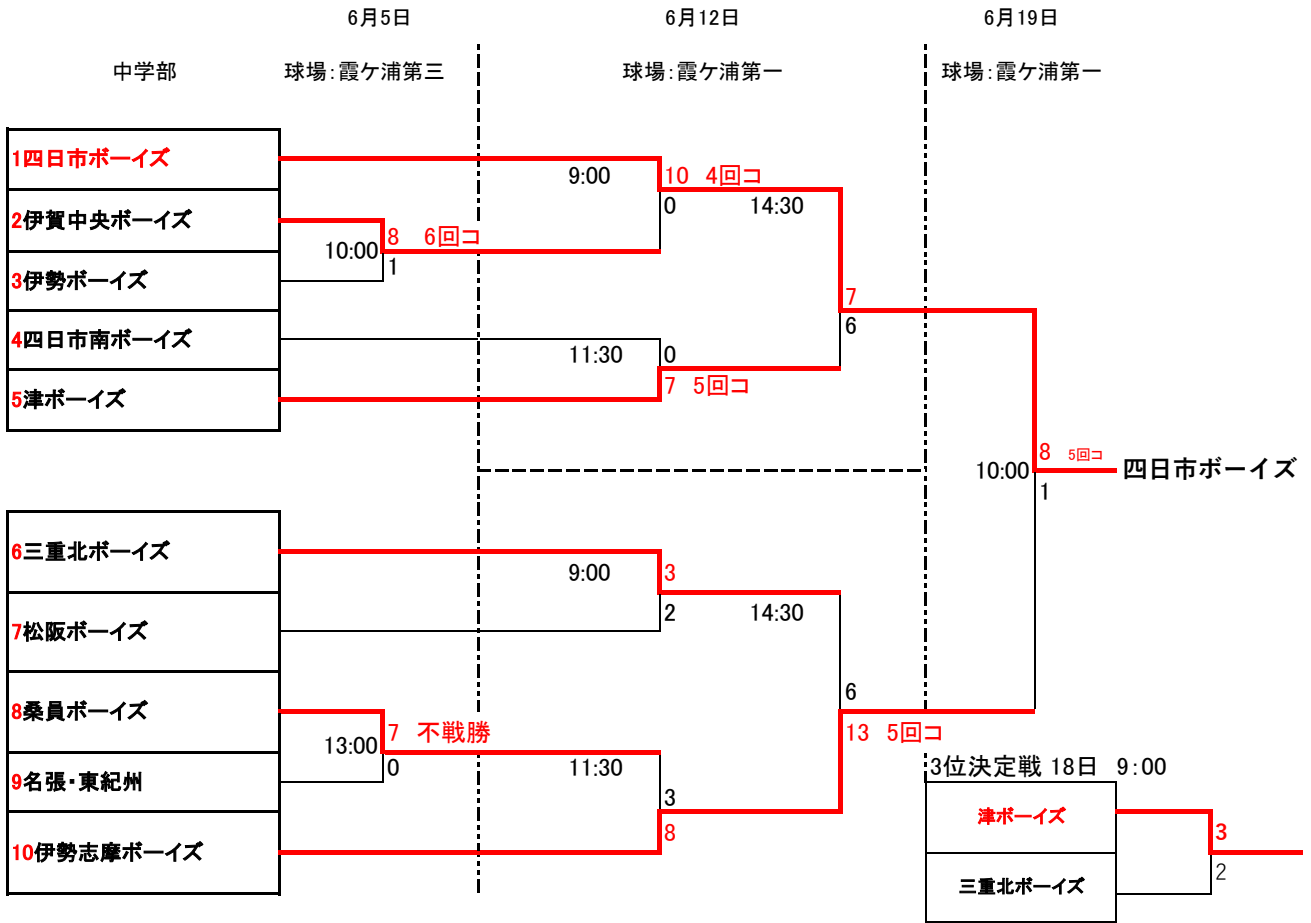 6月5日 6月12日 6月19日
中学部 球場:霞ケ浦第三 球場:霞ケ浦第一 球場:霞ケ浦第一
1四日市ボーイズ
9:00 10 4回コ
0 14:30
2伊賀中央ボーイズ
10:00 8 6回コ
1
3伊勢ボーイズ
7
6
4四日市南ボーイズ
11:30 0
7 5回コ
5津ボーイズ
10:00 8 5回コ 四日市ボーイズ
1
6三重北ボーイズ
9:00 3
2 14:30
7松阪ボーイズ
6
13 5回コ
8桑員ボーイズ
13:00 7 不戦勝
0
9名張・東紀州
11:30 3
8
10伊勢志摩ボーイズ
3位決定戦 18日 9:00
津ボーイズ
3
2
三重北ボーイズ